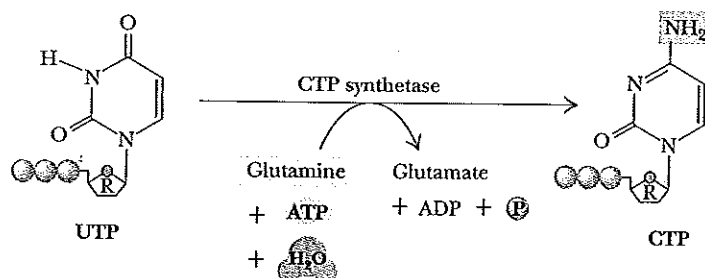 O
H
N
O
N
R
UTP
CTP synthetase
Glutamine
+ ATP
+ H₂O
Glutamate
+ ADP + P
NH₂
N
O
N
R
CTP